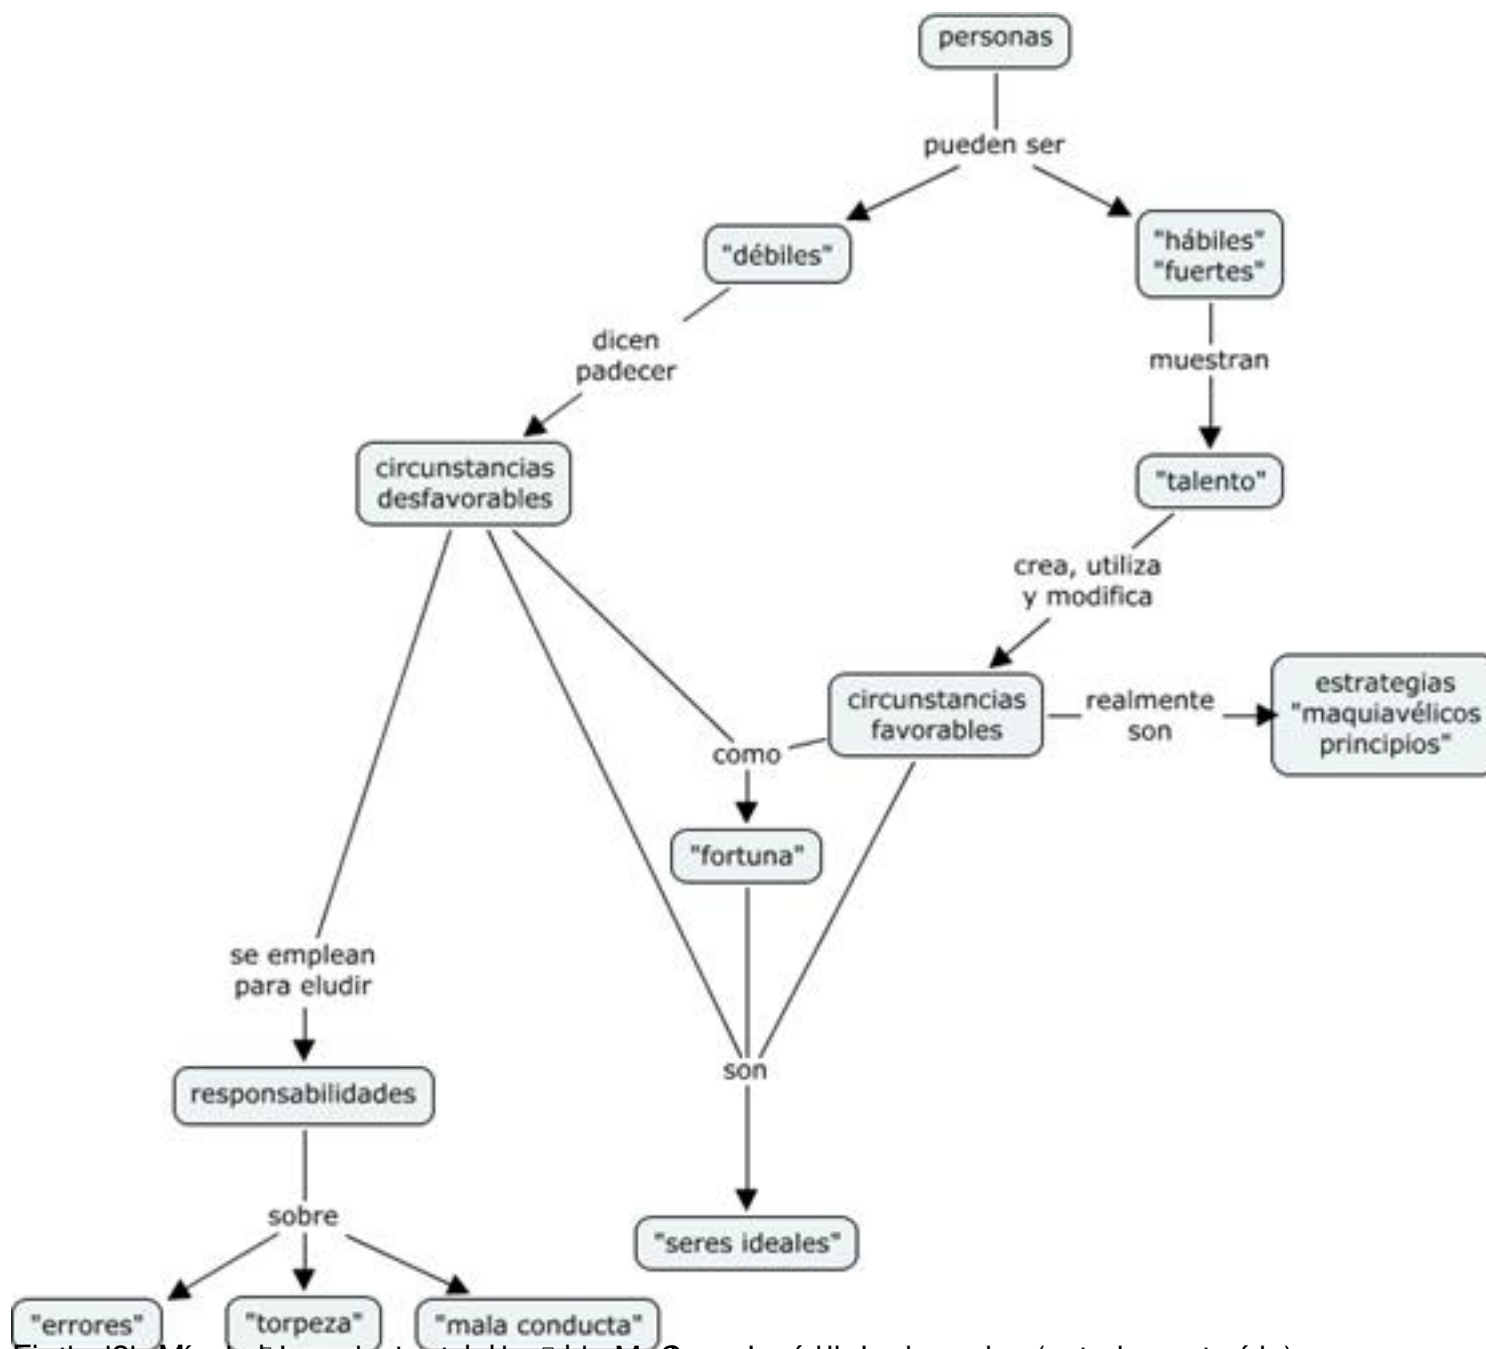 personas
pueden ser
"débiles"
"hábiles"
"fuertes"
dicen
padecer
muestran
circunstancias
desfavorables
"talento"
crea, utiliza
y modifica
circunstancias
favorables
realmente
son
estrategias
"maquiavélicos
principios"
como
"fortuna"
se emplean
para eludir
son
responsabilidades
sobre
"seres ideales"
"errores"
"torpeza"
"mala conducta"